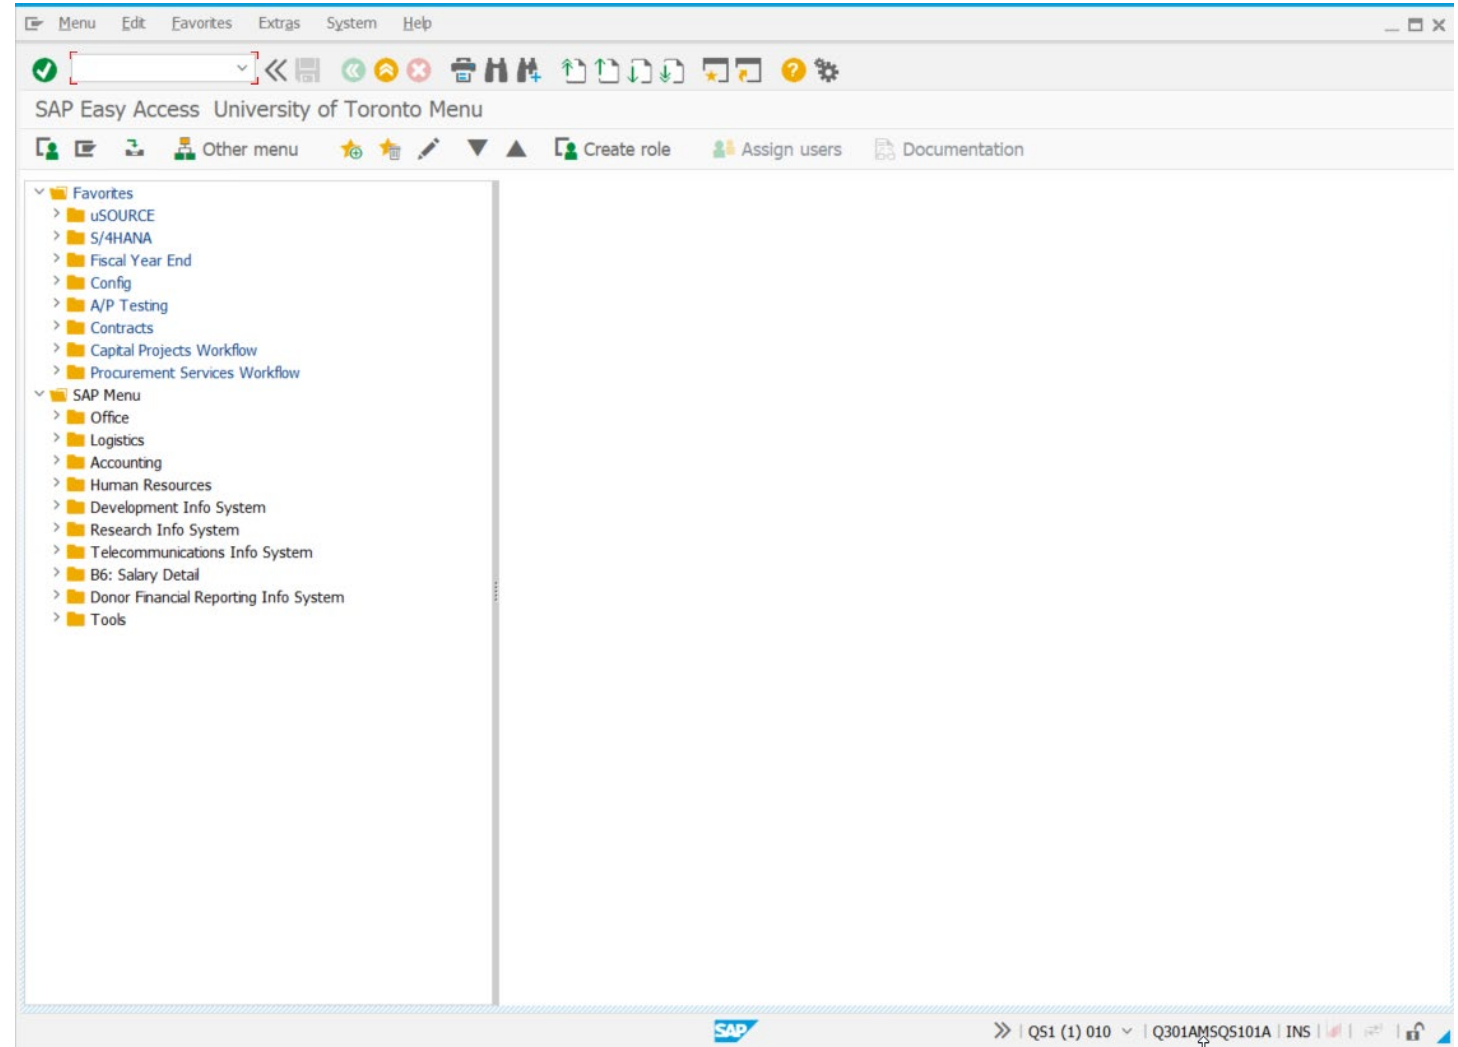 Menu Edit Favorites Extras System Help
SAP Easy Access University of Toronto Menu
Other menu Create role Assign users Documentation
Favorites
uSOURCE
S/4HANA
Fiscal Year End
Config
A/P Testing
Contracts
Capital Projects Workflow
Procurement Services Workflow
SAP Menu
Office
Logistics
Accounting
Human Resources
Development Info System
Research Info System
Telecommunications Info System
B6: Salary Detail
Donor Financial Reporting Info System
Tools
SAP QS1 (1) 010 Q301AMSQS101A INS